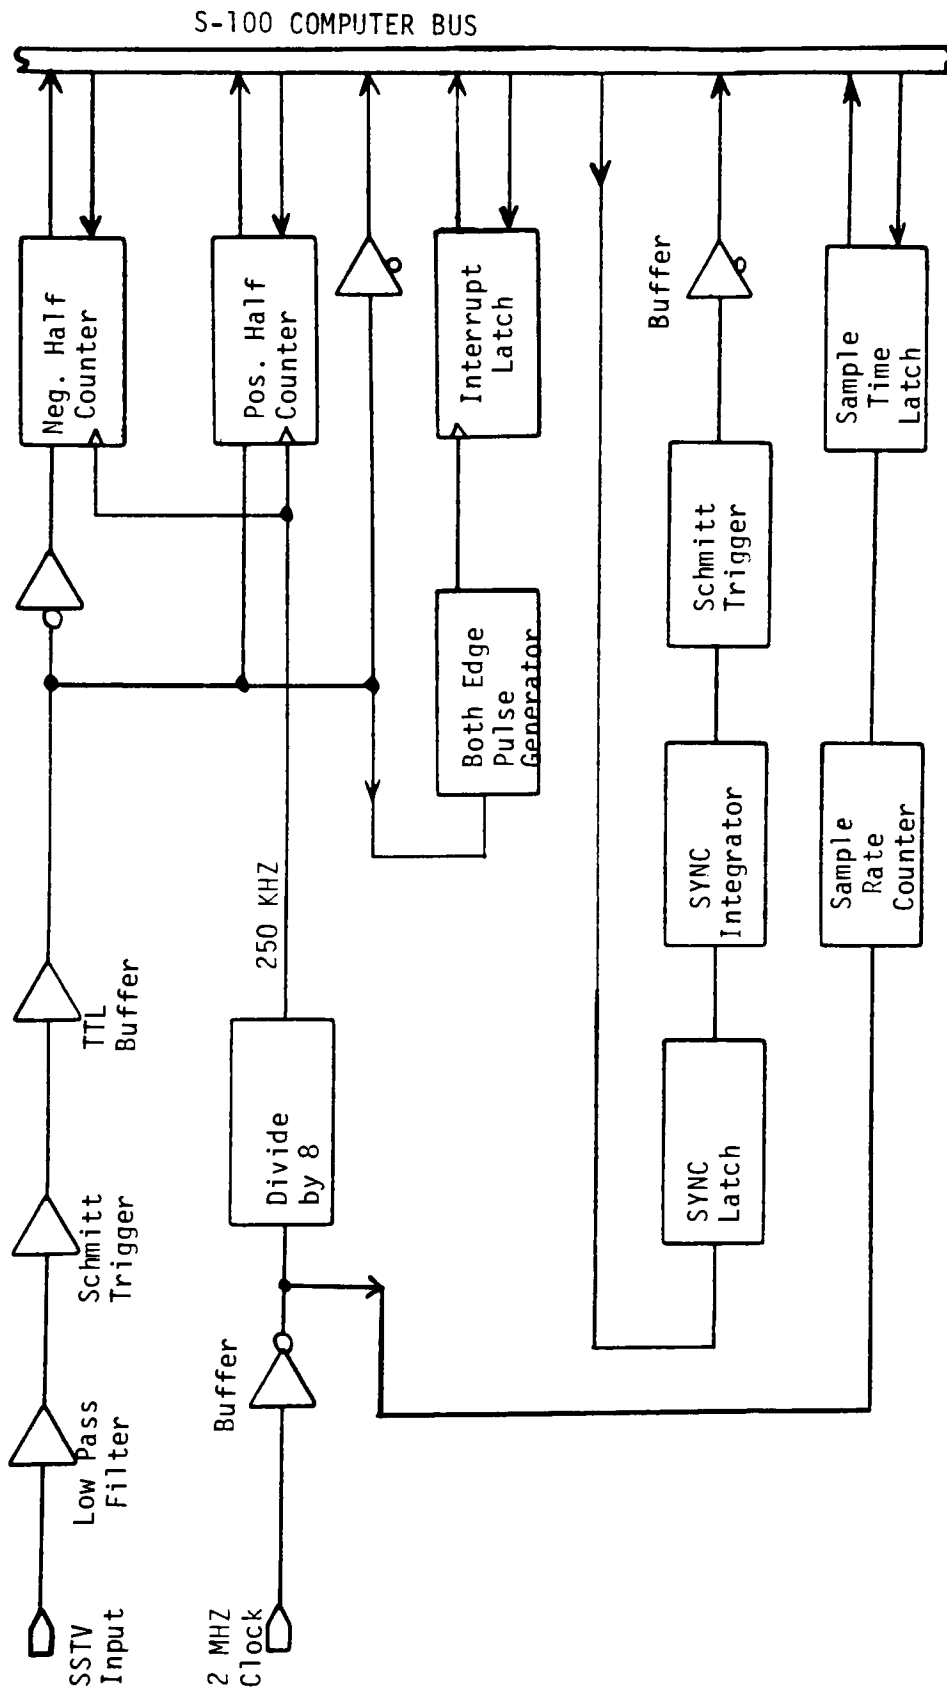 S-100 COMPUTER BUS
SSTV
Input
Low Pass
Filter
Schmitt
Trigger
TTL
Buffer
Neg. Half
Counter
2 MHZ
Clock
Buffer
Divide
by 8
250 KHZ
Pos. Half
Counter
Both Edge
Pulse
Generator
Interrupt
Latch
SYNC
Latch
SYNC
Integrator
Schmitt
Trigger
Buffer
Sample
Rate
Counter
Sample
Time
Latch